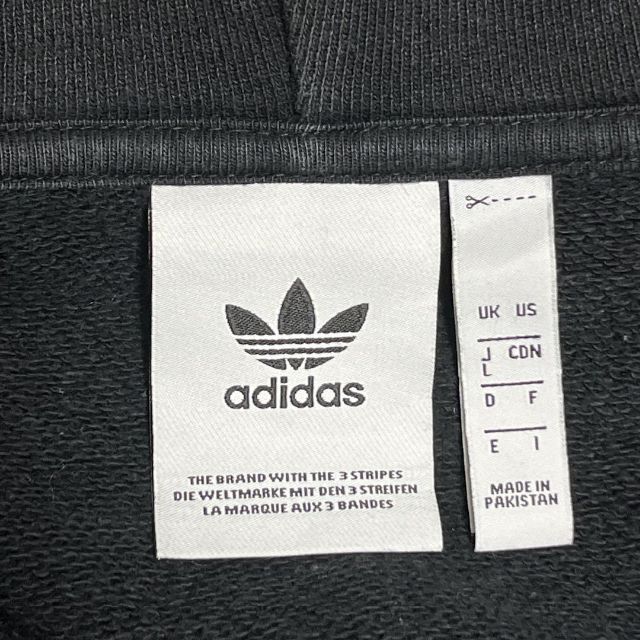 adidas
THE BRAND WITH THE 3 STRIPES
DIE WELTMARKE MIT DEN 3 STREIFEN
LA MARQUE AUX 3 BANDES
UK US
J CDN
L
D F
E I
MADE IN
PAKISTAN